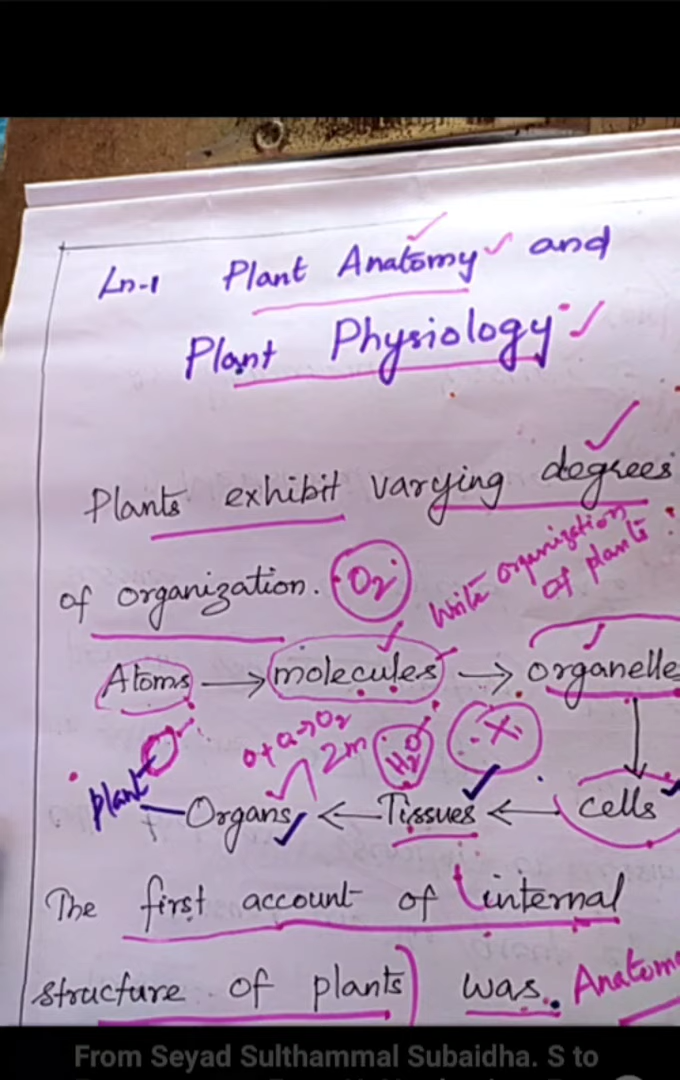 Ln-1 Plant Anatomy and
Plant Physiology
Plants exhibit varying degrees
of organization. O2 Write organization
of plants
Atoms → molecules → organelle
O+O→O2
2m H2O X
plant — Organs ← Tissues ← cells
The first account of internal
structure of plants was. Anatom
From Seyad Sulthammal Subaidha. S to